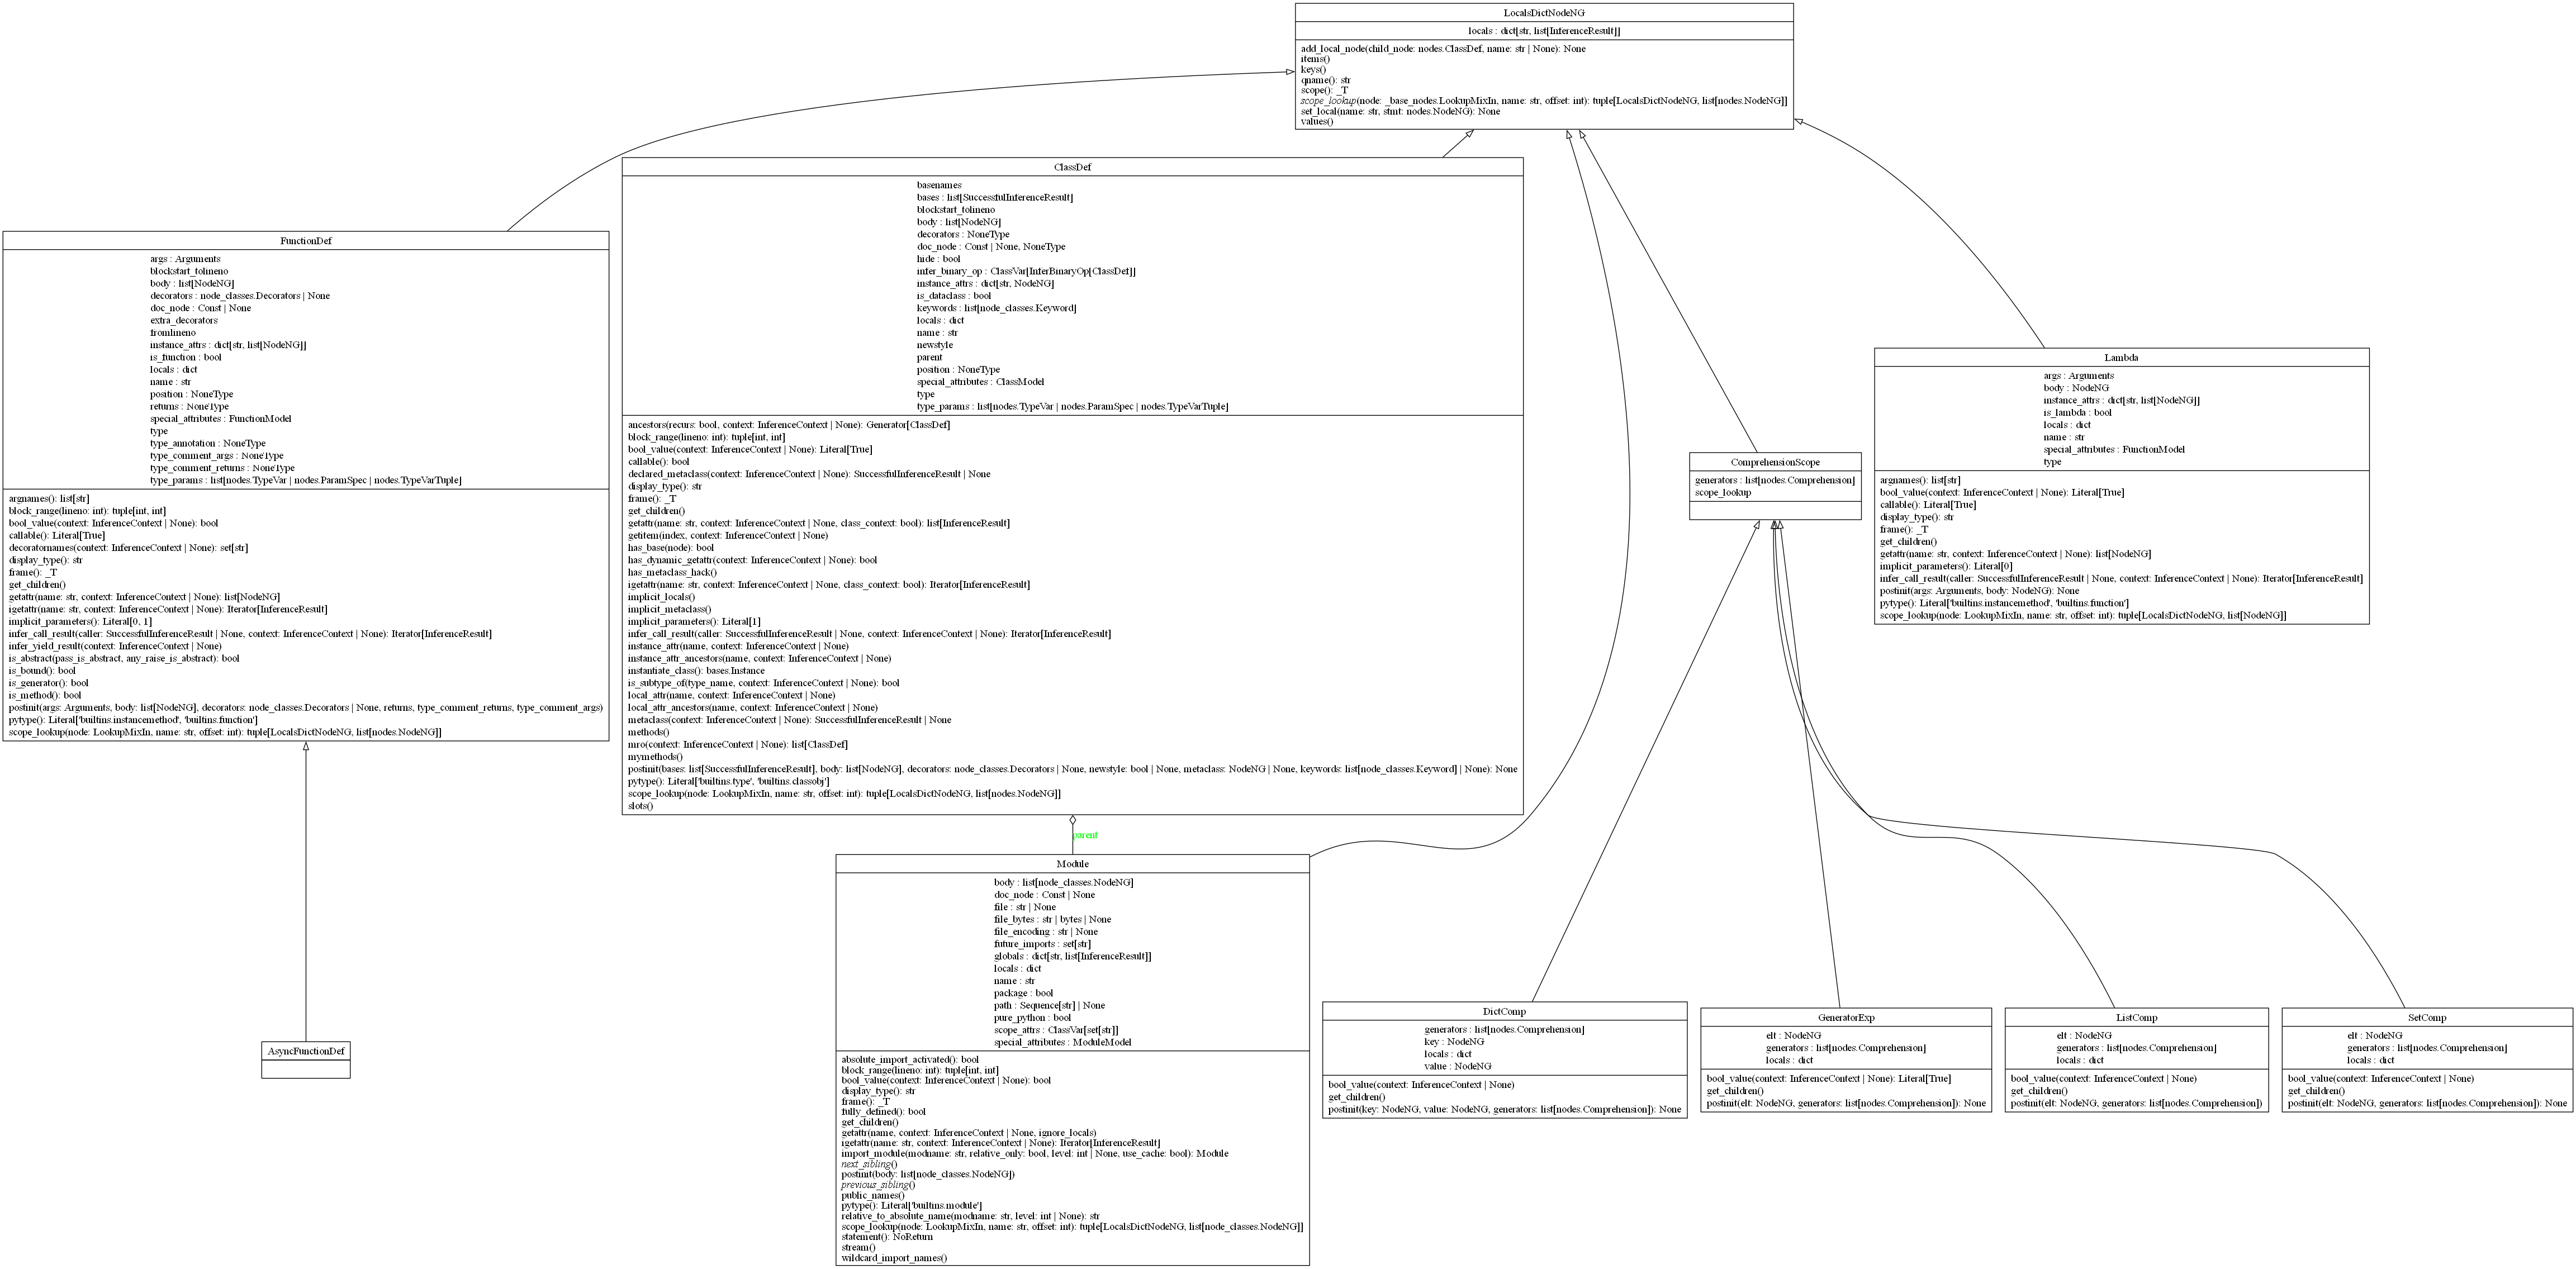 LocalsDictNodeNG
locals : dict[str, list[InferenceResult]]
add_local_node(child_node: nodes.ClassDef, name: str | None): None
items()
keys()
qname(): str
scope(): _T
scope_lookup(node: _base_nodes.LookupMixIn, name: str, offset: int): tuple[LocalsDictNodeNG, list[nodes.NodeNG]]
set_local(name: str, stmt: nodes.NodeNG): None
values()
ClassDef
basenames
bases : list[SuccessfulInferenceResult]
blockstart_tolineno
body : list[NodeNG]
decorators : NoneType
doc_node : Const | None, NoneType
hide : bool
infer_binary_op : ClassVar[InferBinaryOp[ClassDef]]
instance_attrs : dict[str, NodeNG]
is_dataclass : bool
keywords : list[node_classes.Keyword]
locals : dict
name : str
newstyle
parent
position : NoneType
special_attributes : ClassModel
type
type_params : list[nodes.TypeVar | nodes.ParamSpec | nodes.TypeVarTuple]
ancestors(recurs: bool, context: InferenceContext | None): Generator[ClassDef]
block_range(lineno: int): tuple[int, int]
bool_value(context: InferenceContext | None): Literal[True]
callable(): bool
declared_metaclass(context: InferenceContext | None): SuccessfulInferenceResult | None
display_type(): str
frame(): _T
get_children()
getattr(name: str, context: InferenceContext | None, class_context: bool): list[InferenceResult]
getitem(index, context: InferenceContext | None)
has_base(node): bool
has_dynamic_getattr(context: InferenceContext | None): bool
has_metaclass_hack()
igetattr(name: str, context: InferenceContext | None, class_context: bool): Iterator[InferenceResult]
implicit_locals()
implicit_metaclass()
implicit_parameters(): Literal[1]
infer_call_result(caller: SuccessfulInferenceResult | None, context: InferenceContext | None): Iterator[InferenceResult]
instance_attr(name, context: InferenceContext | None)
instance_attr_ancestors(name, context: InferenceContext | None)
instantiate_class(): bases.Instance
is_subtype_of(type_name, context: InferenceContext | None): bool
local_attr(name, context: InferenceContext | None)
local_attr_ancestors(name, context: InferenceContext | None)
metaclass(context: InferenceContext | None): SuccessfulInferenceResult | None
methods()
mro(context: InferenceContext | None): list[ClassDef]
mymethods()
postinit(bases: list[SuccessfulInferenceResult], body: list[NodeNG], decorators: node_classes.Decorators | None, newstyle: bool | None, metaclass: NodeNG | None, keywords: list[node_classes.Keyword] | None): None
pytype(): Literal['builtins.type', 'builtins.classobj']
scope_lookup(node: LookupMixIn, name: str, offset: int): tuple[LocalsDictNodeNG, list[nodes.NodeNG]]
slots()
FunctionDef
args : Arguments
blockstart_tolineno
body : list[NodeNG]
decorators : node_classes.Decorators | None
doc_node : Const | None
extra_decorators
fromlineno
instance_attrs : dict[str, list[NodeNG]]
is_function : bool
locals : dict
name : str
position : NoneType
returns : NoneType
special_attributes : FunctionModel
type
type_annotation : NoneType
type_comment_args : NoneType
type_comment_returns : NoneType
type_params : list[nodes.TypeVar | nodes.ParamSpec | nodes.TypeVarTuple]
argnames(): list[str]
block_range(lineno: int): tuple[int, int]
bool_value(context: InferenceContext | None): bool
callable(): Literal[True]
decoratornames(context: InferenceContext | None): set[str]
display_type(): str
frame(): _T
get_children()
getattr(name: str, context: InferenceContext | None): list[NodeNG]
igetattr(name: str, context: InferenceContext | None): Iterator[InferenceResult]
implicit_parameters(): Literal[0, 1]
infer_call_result(caller: SuccessfulInferenceResult | None, context: InferenceContext | None): Iterator[InferenceResult]
infer_yield_result(context: InferenceContext | None)
is_abstract(pass_is_abstract, any_raise_is_abstract): bool
is_bound(): bool
is_generator(): bool
is_method(): bool
postinit(args: Arguments, body: list[NodeNG], decorators: node_classes.Decorators | None, returns, type_comment_returns, type_comment_args)
pytype(): Literal['builtins.instancemethod', 'builtins.function']
scope_lookup(node: LookupMixIn, name: str, offset: int): tuple[LocalsDictNodeNG, list[nodes.NodeNG]]
Lambda
args : Arguments
body : NodeNG
instance_attrs : dict[str, list[NodeNG]]
is_lambda : bool
locals : dict
name : str
special_attributes : FunctionModel
type
argnames(): list[str]
bool_value(context: InferenceContext | None): Literal[True]
callable(): Literal[True]
display_type(): str
frame(): _T
get_children()
getattr(name: str, context: InferenceContext | None): list[NodeNG]
implicit_parameters(): Literal[0]
infer_call_result(caller: SuccessfulInferenceResult | None, context: InferenceContext | None): Iterator[InferenceResult]
postinit(args: Arguments, body: NodeNG): None
pytype(): Literal['builtins.instancemethod', 'builtins.function']
scope_lookup(node: LookupMixIn, name: str, offset: int): tuple[LocalsDictNodeNG, list[NodeNG]]
ComprehensionScope
generators : list[nodes.Comprehension]
scope_lookup
parent
Module
body : list[node_classes.NodeNG]
doc_node : Const | None
file : str | None
file_bytes : str | bytes | None
file_encoding : str | None
future_imports : set[str]
globals : dict[str, list[InferenceResult]]
locals : dict
name : str
package : bool
path : Sequence[str] | None
pure_python : bool
scope_attrs : ClassVar[set[str]]
special_attributes : ModuleModel
absolute_import_activated(): bool
block_range(lineno: int): tuple[int, int]
bool_value(context: InferenceContext | None): bool
display_type(): str
frame(): _T
fully_defined(): bool
get_children()
getattr(name, context: InferenceContext | None, ignore_locals)
igetattr(name: str, context: InferenceContext | None): Iterator[InferenceResult]
import_module(modname: str, relative_only: bool, level: int | None, use_cache: bool): Module
next_sibling()
postinit(body: list[node_classes.NodeNG])
previous_sibling()
public_names()
pytype(): Literal['builtins.module']
relative_to_absolute_name(modname: str, level: int | None): str
scope_lookup(node: LookupMixIn, name: str, offset: int): tuple[LocalsDictNodeNG, list[node_classes.NodeNG]]
statement(): NoReturn
stream()
wildcard_import_names()
AsyncFunctionDef
DictComp
generators : list[nodes.Comprehension]
key : NodeNG
locals : dict
value : NodeNG
bool_value(context: InferenceContext | None)
get_children()
postinit(key: NodeNG, value: NodeNG, generators: list[nodes.Comprehension]): None
GeneratorExp
elt : NodeNG
generators : list[nodes.Comprehension]
locals : dict
bool_value(context: InferenceContext | None): Literal[True]
get_children()
postinit(elt: NodeNG, generators: list[nodes.Comprehension]): None
ListComp
elt : NodeNG
generators : list[nodes.Comprehension]
locals : dict
bool_value(context: InferenceContext | None)
get_children()
postinit(elt: NodeNG, generators: list[nodes.Comprehension])
SetComp
elt : NodeNG
generators : list[nodes.Comprehension]
locals : dict
bool_value(context: InferenceContext | None)
get_children()
postinit(elt: NodeNG, generators: list[nodes.Comprehension]): None